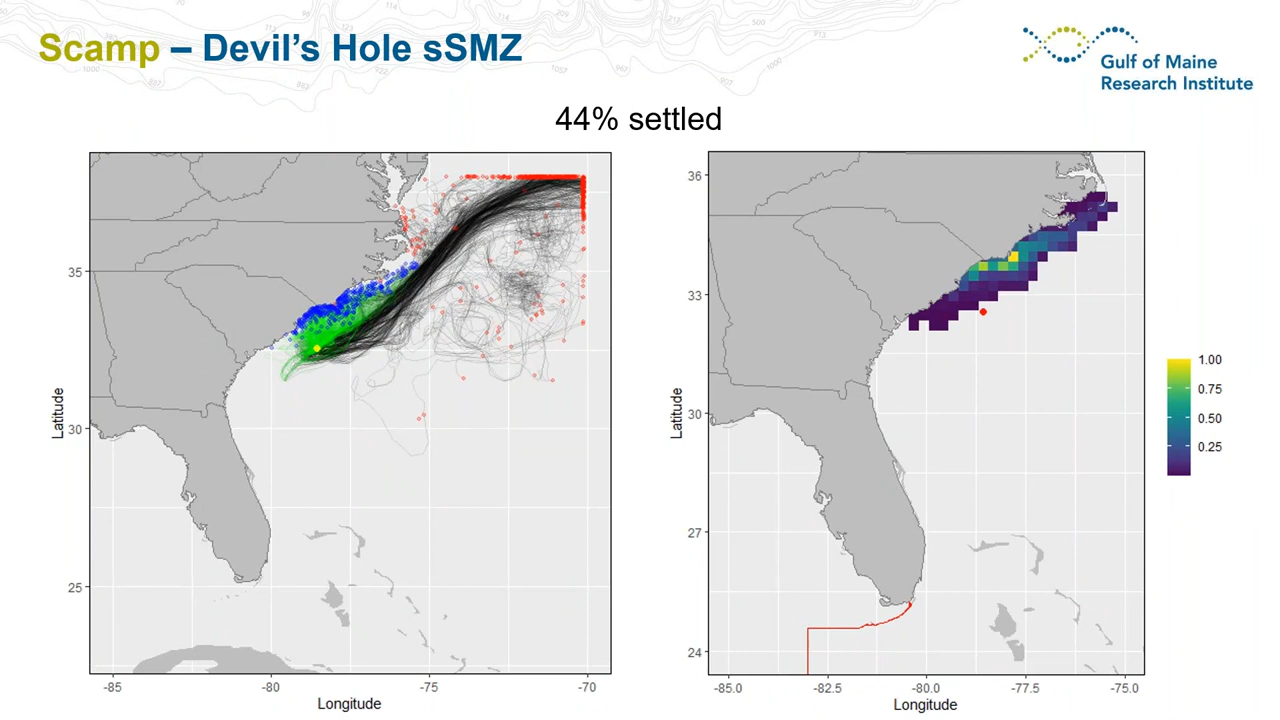 Scamp – Devil's Hole sSMZ
Gulf of Maine
Research Institute
44% settled
35
30
25
Latitude
-85
-80
-75
-70
Longitude
36
33
30
27
24
Latitude
-85.0
-82.5
-80.0
-77.5
-75.0
Longitude
1.00
0.75
0.50
0.25